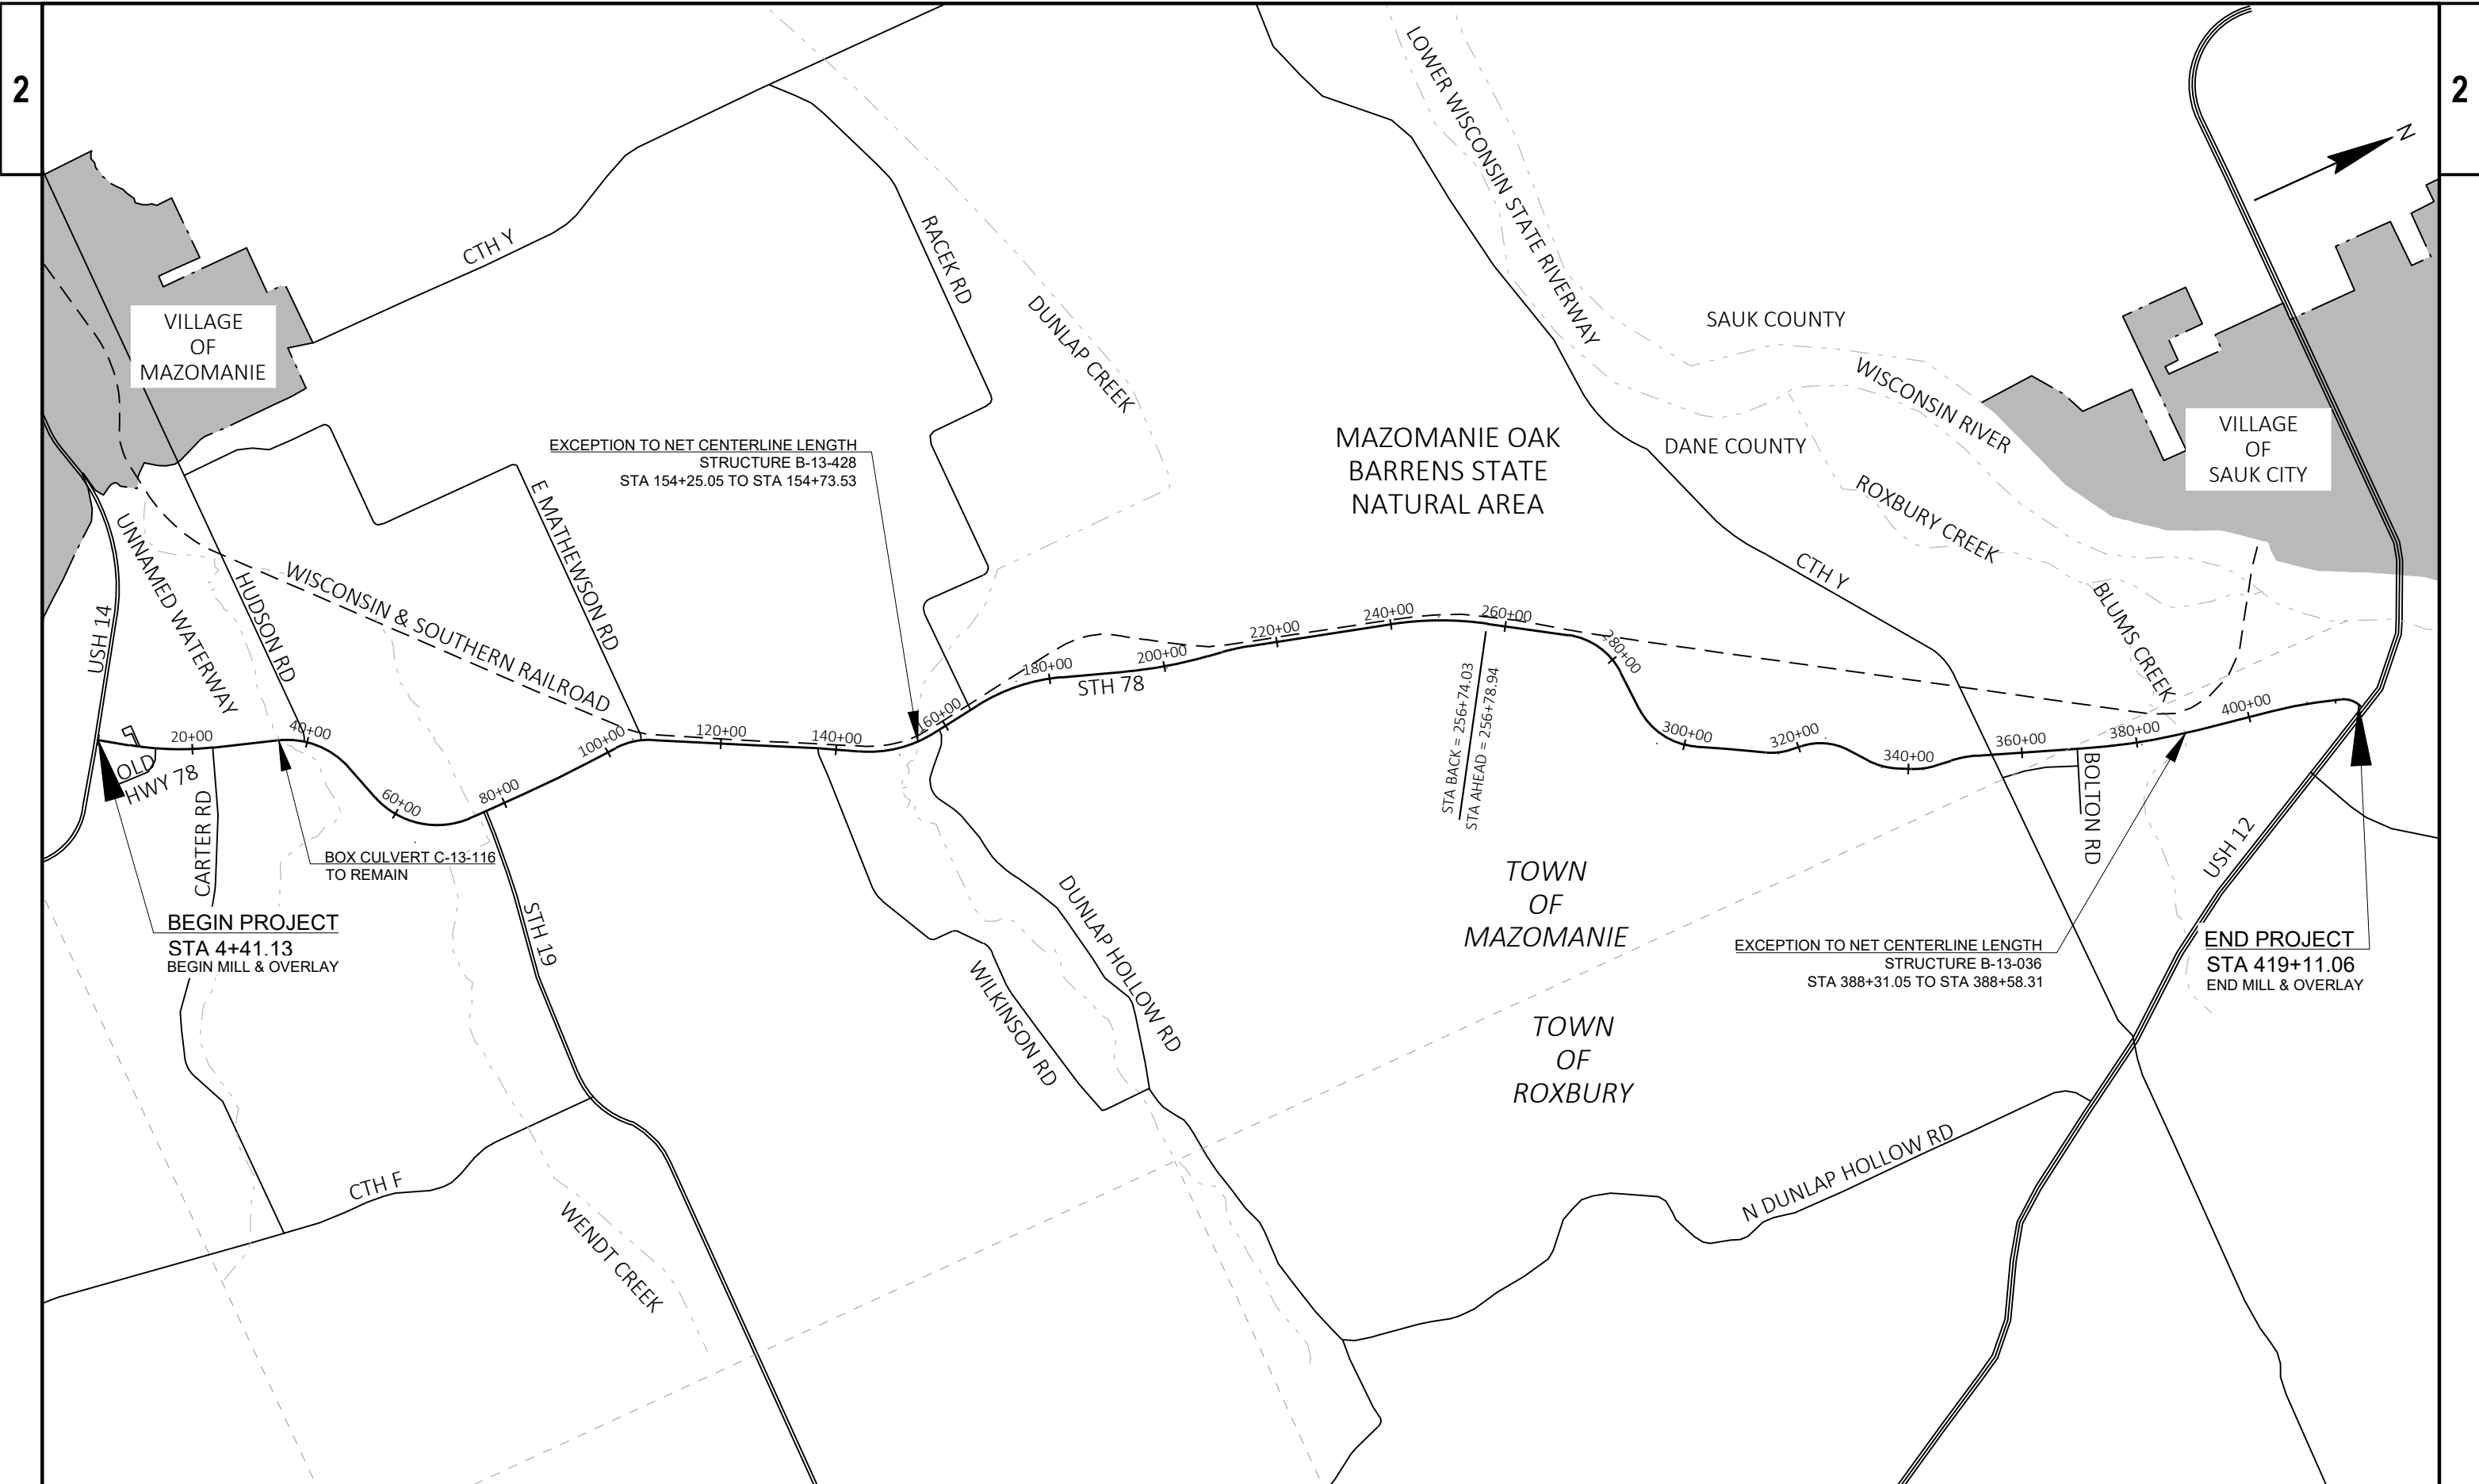 2
2
N
LOWER WISCONSIN STATE RIVERWAY
CTH Y
RACEK RD
DUNLAP CREEK
VILLAGE
OF
MAZOMANIE
SAUK COUNTY
WISCONSIN RIVER
DANE COUNTY
VILLAGE
OF
SAUK CITY
MAZOMANIE OAK
BARRENS STATE
NATURAL AREA
EXCEPTION TO NET CENTERLINE LENGTH
STRUCTURE B-13-428
STA 154+25.05 TO STA 154+73.53
E MATHEWSON RD
ROXBURY CREEK
CTH Y
BLUMS CREEK
USH 14
UNNAMED WATERWAY
HUDSON RD
WISCONSIN & SOUTHERN RAILROAD
20+00
40+00
60+00
80+00
100+00
120+00
140+00
160+00
180+00
200+00
220+00
240+00
260+00
280+00
300+00
320+00
340+00
360+00
380+00
400+00
STH 78
STA BACK = 256+74.03
STA AHEAD = 256+78.94
OLD
HWY 78
CARTER RD
BOX CULVERT C-13-116
TO REMAIN
BOLTON RD
USH 12
BEGIN PROJECT
STA 4+41.13
BEGIN MILL & OVERLAY
STH 19
DUNLAP HOLLOW RD
WILKINSON RD
TOWN
OF
MAZOMANIE
EXCEPTION TO NET CENTERLINE LENGTH
STRUCTURE B-13-036
STA 388+31.05 TO STA 388+58.31
END PROJECT
STA 419+11.06
END MILL & OVERLAY
TOWN
OF
ROXBURY
CTH F
WENDT CREEK
N DUNLAP HOLLOW RD